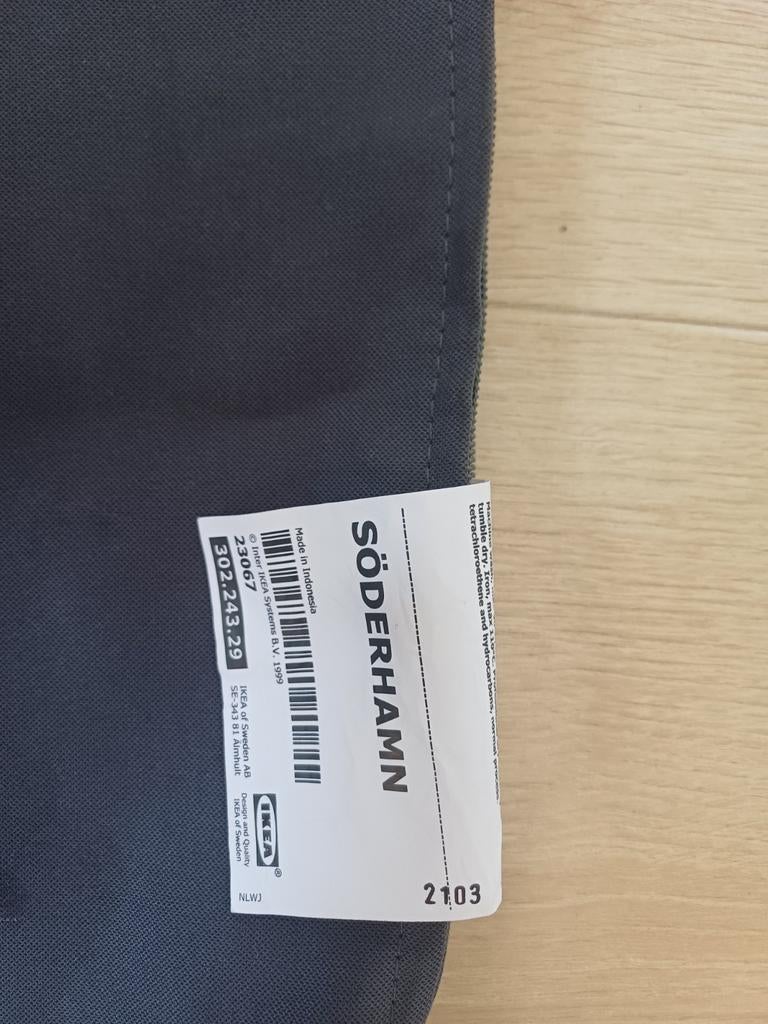 tumble dry. Iron, max
tetrachloroethene and hydrocarbons, normal process
SÖDERHAMN
Made in Indonesia
© Inter IKEA Systems B.V. 1999
23067
302.243.29
IKEA of Sweden AB
SE-343 81 Älmhult
IKEA®
Design and Quality
IKEA of Sweden
NLWJ
2103